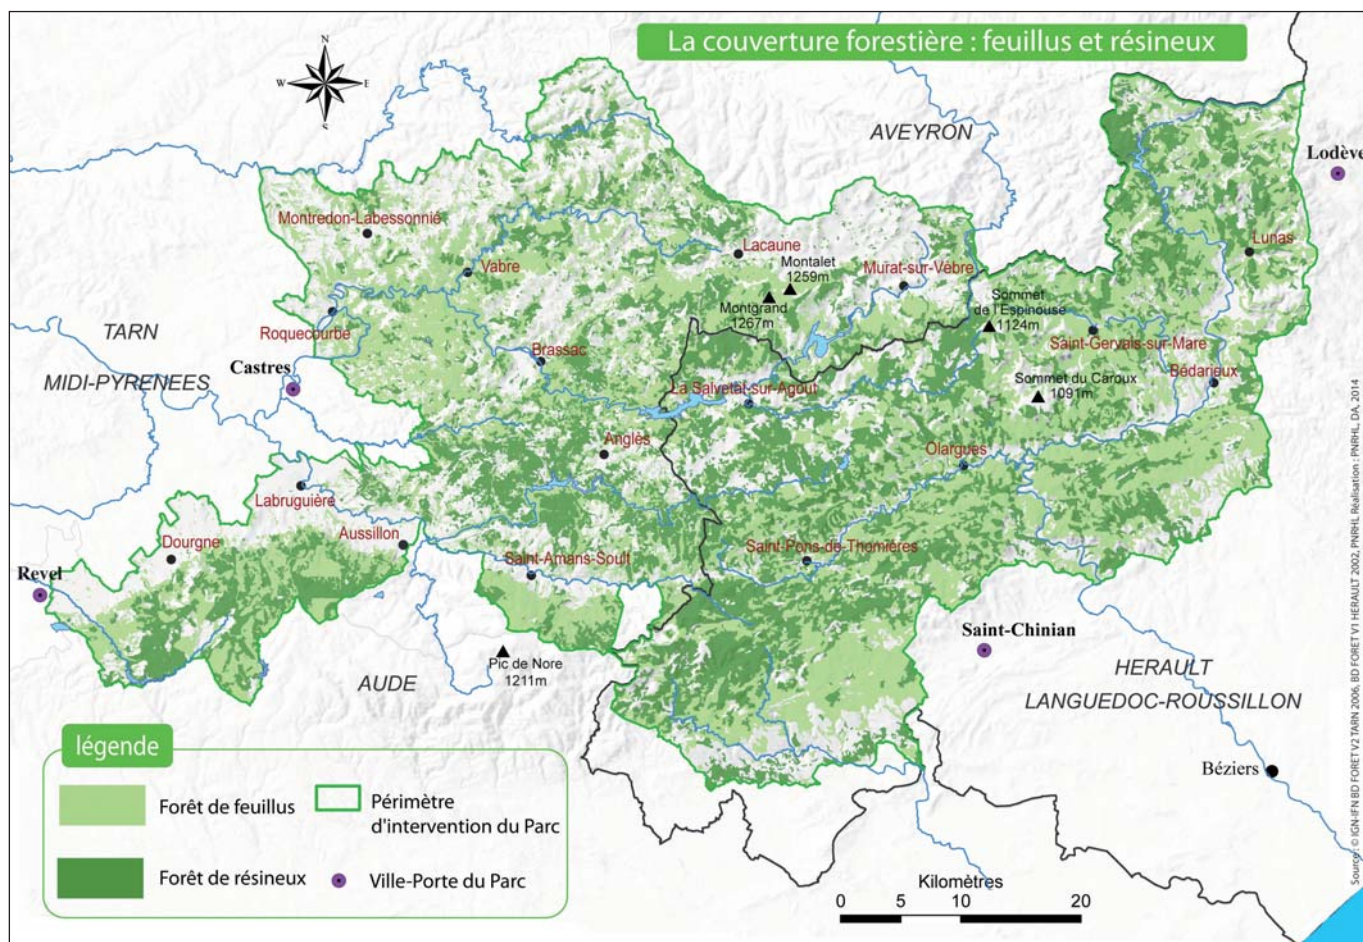 La couverture forestière : feuillus et résineux
N
W
E
S
AVEYRON
Lodève
Montredon-Labessonnié
Lacaune
Lunas
Vabre
Montalet
1259m
Murat-sur-Vèbre
Montgrand
1267m
Sommet
de l'Espinouse
1124m
Roquecourbe
TARN
Saint-Gervais-sur-Mare
Brassac
Castres
MIDI-PYRENEES
La Salvetat-sur-Agout
Sommet du Caroux
1091m
Bédarieux
Anglès
Olargues
Labruguière
Aussillon
Dourgne
Saint-Amans-Soult
Saint-Pons-de-Thomières
Revel
Saint-Chinian
Pic de Nore
1211m
AUDE
HERAULT
LANGUEDOC-ROUSSILLON
Béziers
légende
Forêt de feuillus
Périmètre
d'intervention du Parc
Forêt de résineux
Ville-Porte du Parc
Kilomètres
0 5 10 20
Source : © IGN-IFN BD FORET V2 TARN 2006, BD FORET V1 HERAULT 2002, PNRHL Réalisation : PNRHL, DA, 2014